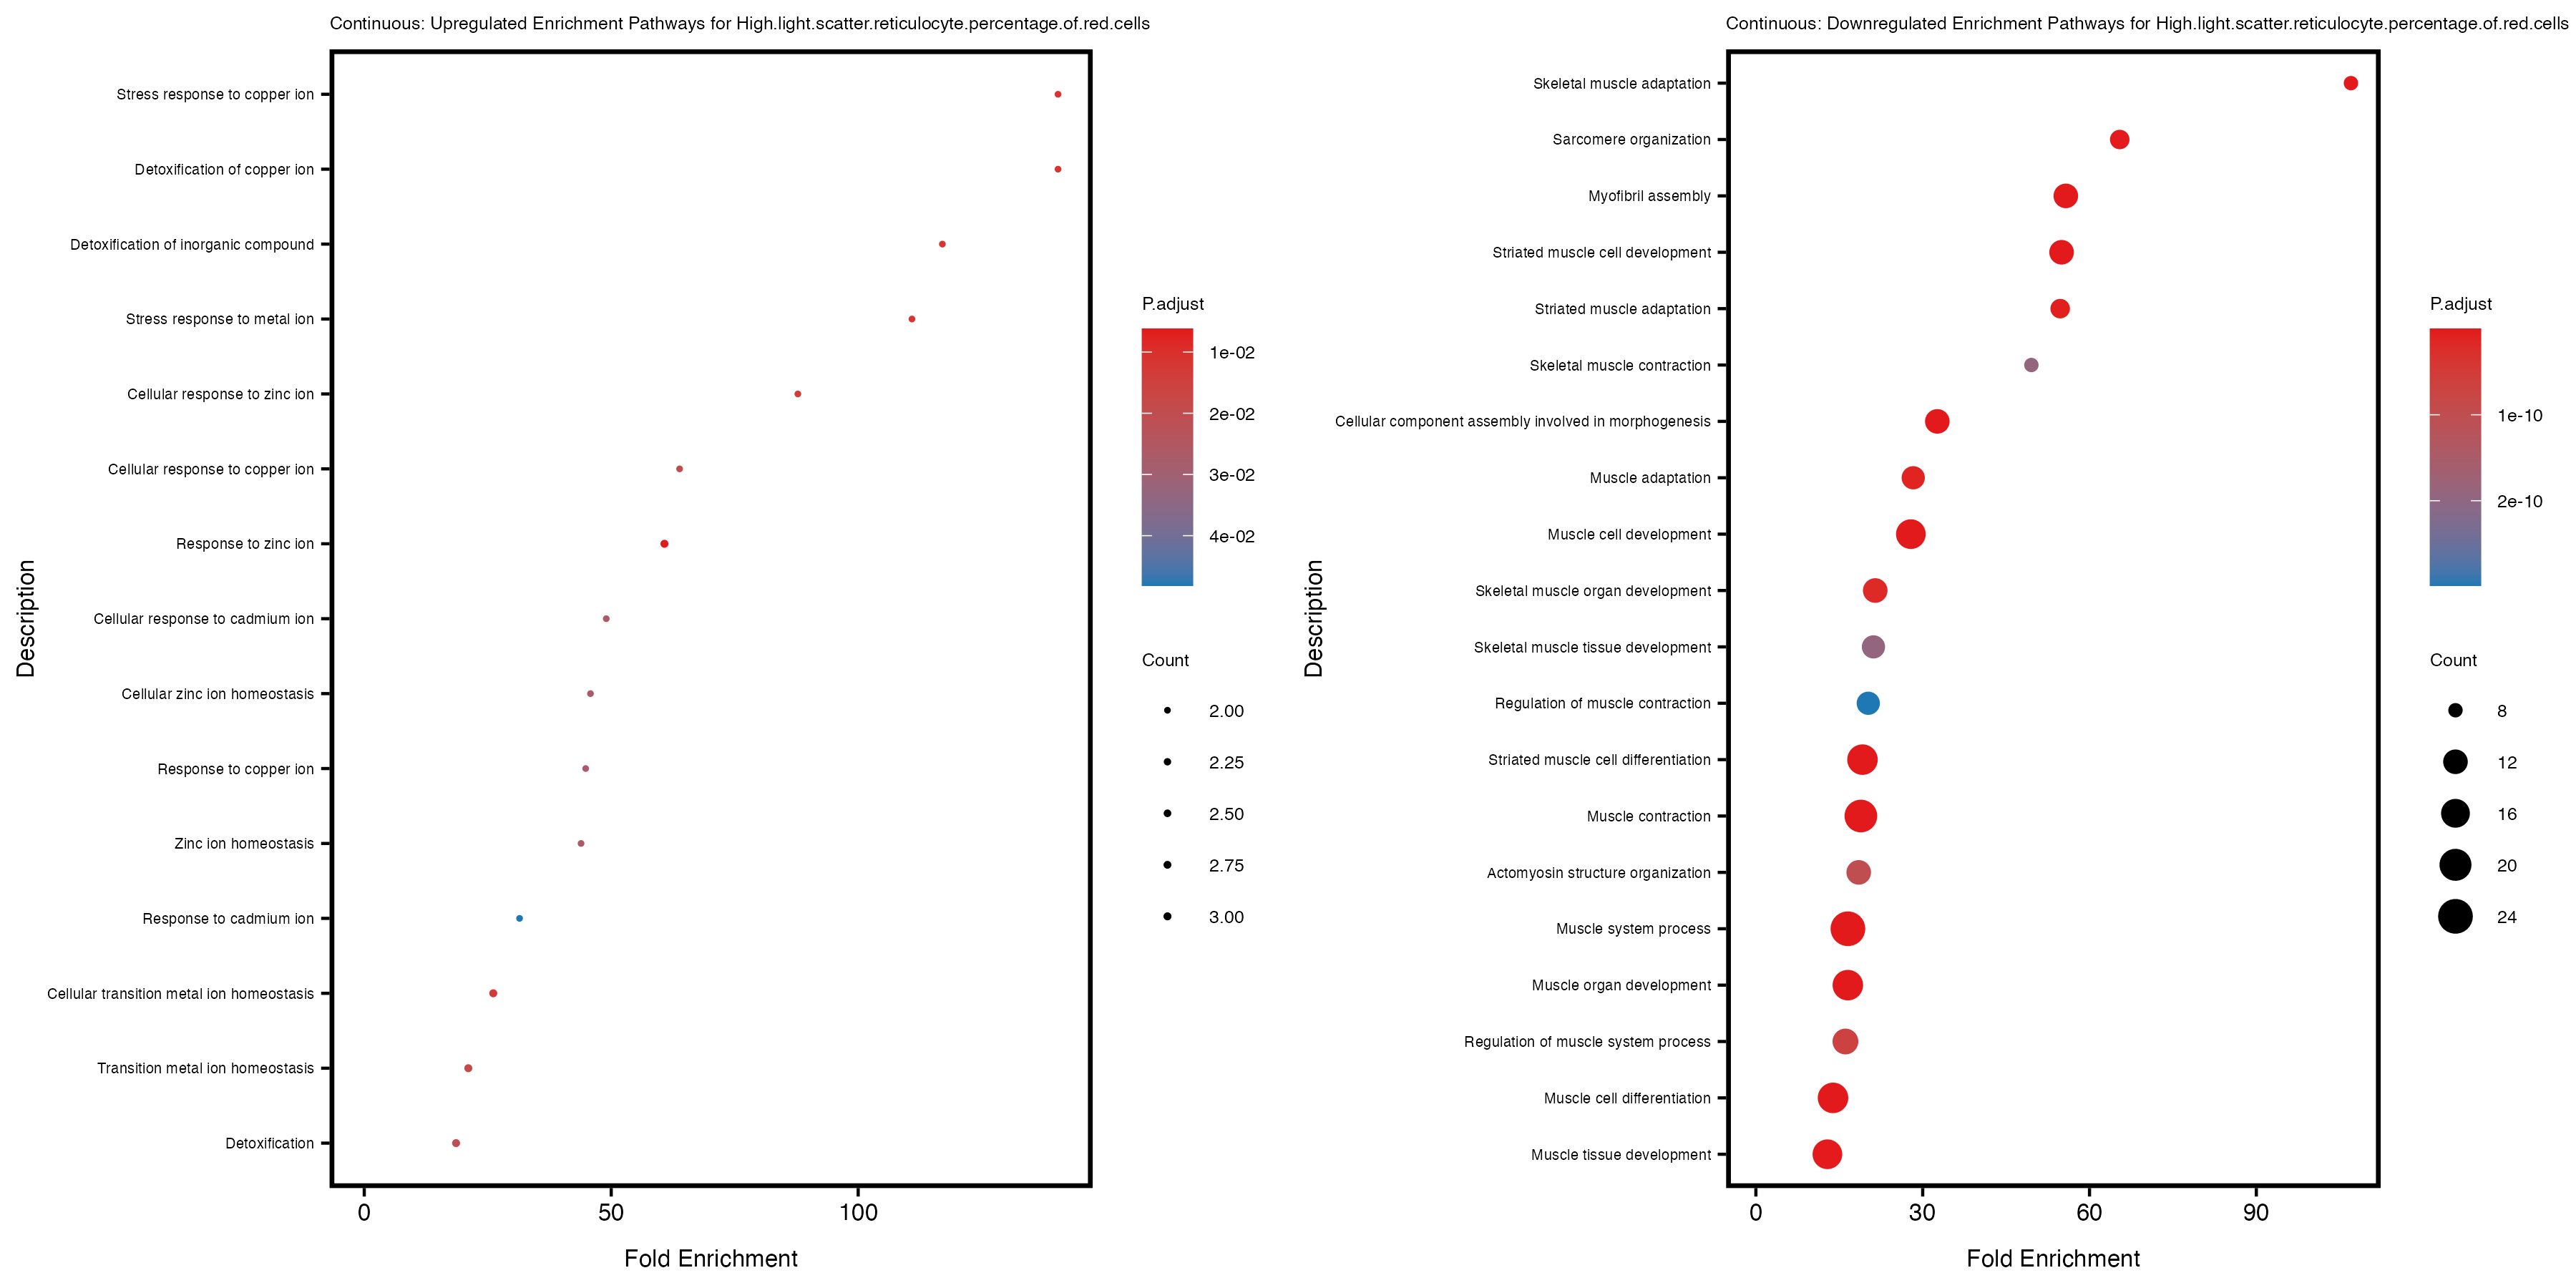 Continuous: Upregulated Enrichment Pathways for High.light.scatter.reticulocyte.percentage.of.red.cells
Description
Stress response to copper ion
Detoxification of copper ion
Detoxification of inorganic compound
Stress response to metal ion
Cellular response to zinc ion
Cellular response to copper ion
Response to zinc ion
Cellular response to cadmium ion
Cellular zinc ion homeostasis
Response to copper ion
Zinc ion homeostasis
Response to cadmium ion
Cellular transition metal ion homeostasis
Transition metal ion homeostasis
Detoxification
0 50 100
Fold Enrichment
P.adjust
1e-02
2e-02
3e-02
4e-02
Count
2.00
2.25
2.50
2.75
3.00
Continuous: Downregulated Enrichment Pathways for High.light.scatter.reticulocyte.percentage.of.red.cells
Description
Skeletal muscle adaptation
Sarcomere organization
Myofibril assembly
Striated muscle cell development
Striated muscle adaptation
Skeletal muscle contraction
Cellular component assembly involved in morphogenesis
Muscle adaptation
Muscle cell development
Skeletal muscle organ development
Skeletal muscle tissue development
Regulation of muscle contraction
Striated muscle cell differentiation
Muscle contraction
Actomyosin structure organization
Muscle system process
Muscle organ development
Regulation of muscle system process
Muscle cell differentiation
Muscle tissue development
0 30 60 90
Fold Enrichment
P.adjust
1e-10
2e-10
Count
8
12
16
20
24